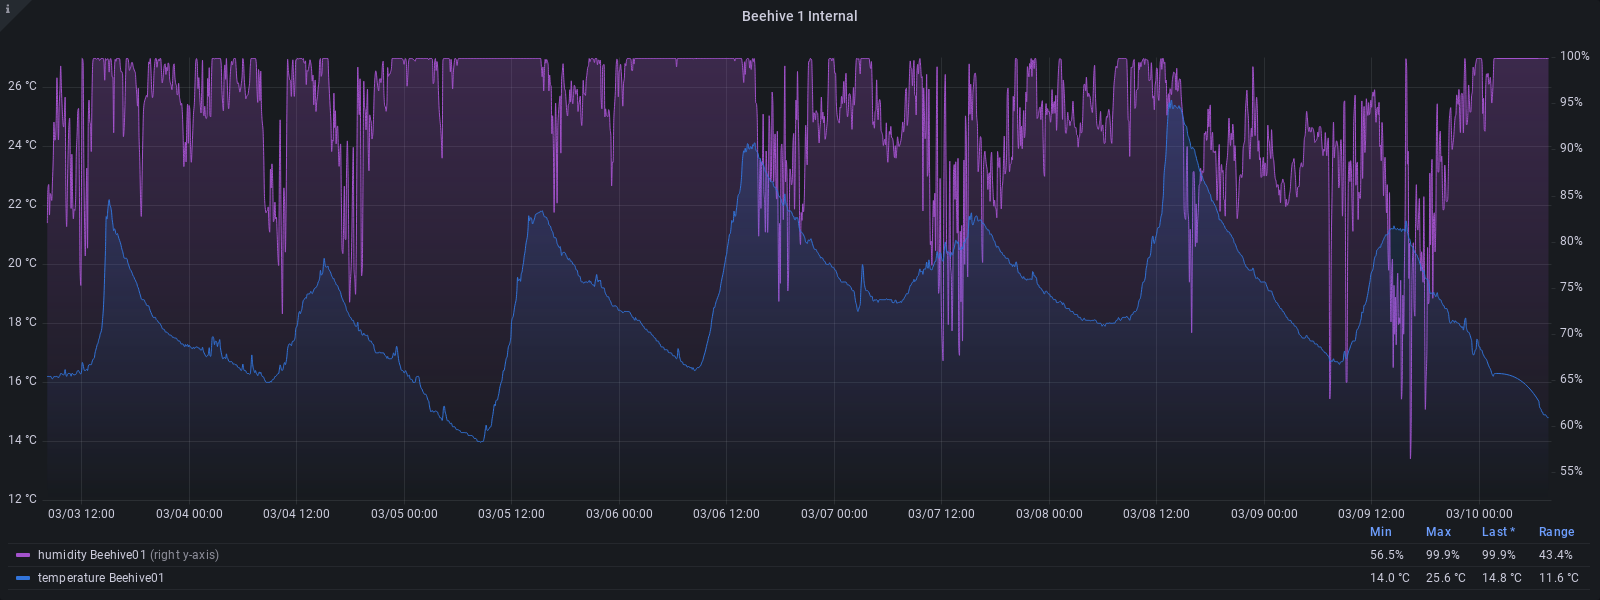 i
Beehive 1 Internal
26 °C
24 °C
22 °C
20 °C
18 °C
16 °C
14 °C
12 °C
100%
95%
90%
85%
80%
75%
70%
65%
60%
55%
03/03 12:00 03/04 00:00 03/04 12:00 03/05 00:00 03/05 12:00 03/06 00:00 03/06 12:00 03/07 00:00 03/07 12:00 03/08 00:00 03/08 12:00 03/09 00:00 03/09 12:00 03/10 00:00
Min Max Last * Range
humidity Beehive01 (right y-axis) 56.5% 99.9% 99.9% 43.4%
temperature Beehive01 14.0 °C 25.6 °C 14.8 °C 11.6 °C